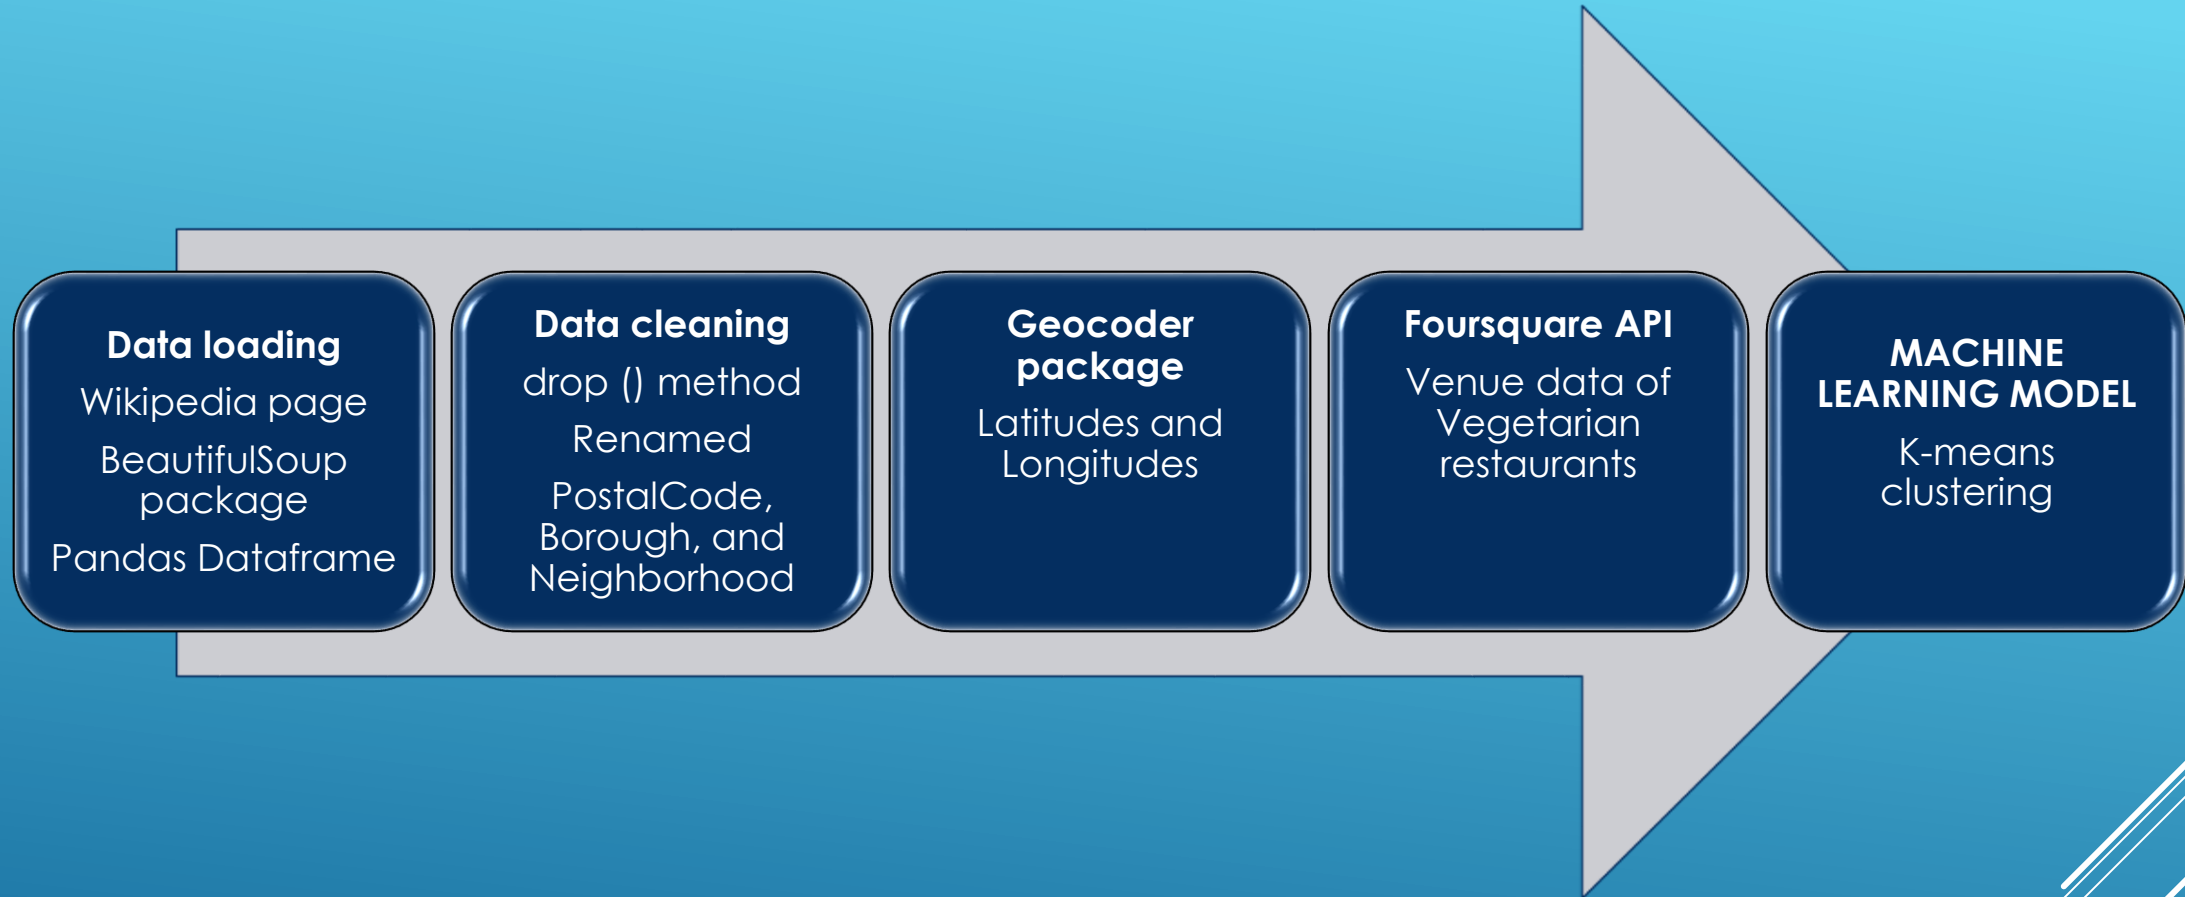 Data loading
Wikipedia page
BeautifulSoup
package
Pandas Dataframe
Data cleaning
drop () method
Renamed
PostalCode,
Borough, and
Neighborhood
Geocoder
package
Latitudes and
Longitudes
Foursquare API
Venue data of
Vegetarian
restaurants
MACHINE
LEARNING MODEL
K-means
clustering